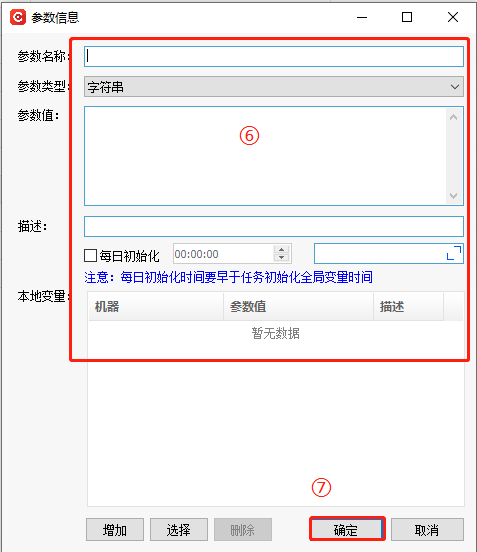 参数信息
参数名称：
参数类型： 字符串
参数值：
⑥
描述：
每日初始化 00:00:00
注意：每日初始化时间要早于任务初始化全局变量时间
本地变量：
机器 参数值 描述
暂无数据
⑦
增加 选择 删除 确定 取消